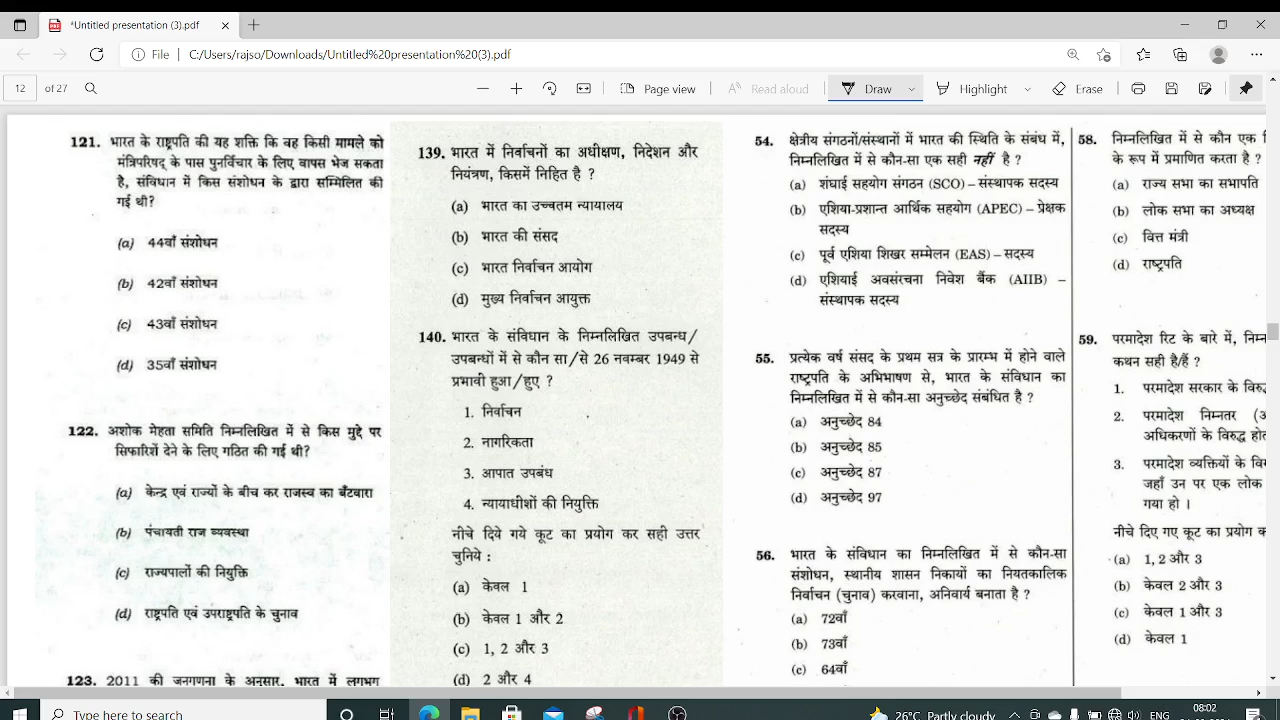 *Untitled presentation (3).pdf
File
C:/Users/rajso/Downloads/Untitled%20presentation%20(3).pdf
12
of 27
Page view
Read aloud
Draw
Highlight
Erase
121. भारत के राष्ट्रपति की यह शक्ति कि वह किसी मामले को
मंत्रिपरिषद् के पास पुनर्विचार के लिए वापस भेज सकता
है, संविधान में किस संशोधन के द्वारा सम्मिलित की
गई थी?
(a) 44वाँ संशोधन
(b) 42वाँ संशोधन
(c) 43वाँ संशोधन
(d) 35वाँ संशोधन
122. अशोक मेहता समिति निम्नलिखित में से किस मुद्दे पर
सिफारिशें देने के लिए गठित की गई थी?
(a) केन्द्र एवं राज्यों के बीच कर राजस्व का बँटवारा
(b) पंचायती राज व्यवस्था
(c) राज्यपालों की नियुक्ति
(d) राष्ट्रपति एवं उपराष्ट्रपति के चुनाव
123. 2011 की जनगणना के अनुसार, भारत में लगभग
139. भारत में निर्वाचनों का अधीक्षण, निदेशन और
नियंत्रण, किसमें निहित है ?
(a) भारत का उच्चतम न्यायालय
(b) भारत की संसद
(c) भारत निर्वाचन आयोग
(d) मुख्य निर्वाचन आयुक्त
140. भारत के संविधान के निम्नलिखित उपबन्ध/
उपबन्धों में से कौन सा/से 26 नवम्बर 1949 से
प्रभावी हुआ/हुए ?
1. निर्वाचन
2. नागरिकता
3. आपात उपबंध
4. न्यायाधीशों की नियुक्ति
नीचे दिये गये कूट का प्रयोग कर सही उत्तर
चुनिये :
(a) केवल 1
(b) केवल 1 और 2
(c) 1, 2 और 3
(d) 2 और 4
54. क्षेत्रीय संगठनों/संस्थानों में भारत की स्थिति के संबंध में,
निम्नलिखित में से कौन-सा एक सही नहीं है ?
(a) शंघाई सहयोग संगठन (SCO) – संस्थापक सदस्य
(b) एशिया-प्रशान्त आर्थिक सहयोग (APEC) – प्रेक्षक
सदस्य
(c) पूर्व एशिया शिखर सम्मेलन (EAS) – सदस्य
(d) एशियाई अवसंरचना निवेश बैंक (AIIB) –
संस्थापक सदस्य
55. प्रत्येक वर्ष संसद के प्रथम सत्र के प्रारम्भ में होने वाले
राष्ट्रपति के अभिभाषण से, भारत के संविधान का
निम्नलिखित में से कौन-सा अनुच्छेद संबंधित है ?
(a) अनुच्छेद 84
(b) अनुच्छेद 85
(c) अनुच्छेद 87
(d) अनुच्छेद 97
56. भारत के संविधान का निम्नलिखित में से कौन-सा
संशोधन, स्थानीय शासन निकायों का नियतकालिक
निर्वाचन (चुनाव) करवाना, अनिवार्य बनाता है ?
(a) 72वाँ
(b) 73वाँ
(c) 64वाँ
58. निम्नलिखित में से कौन एक
के रूप में प्रमाणित करता है ?
(a) राज्य सभा का सभापति
(b) लोक सभा का अध्यक्ष
(c) वित्त मंत्री
(d) राष्ट्रपति
59. परमादेश रिट के बारे में,
कथन सही है/हैं ?
1. परमादेश सरकार के
2. परमादेश निम्नतर
अधिकरणों के विरुद्ध
3. परमादेश व्यक्तियों के
जहाँ उन पर एक लोक
गया हो ।
नीचे दिए गए कूट का प्रयोग
(a) 1, 2 और 3
(b) केवल 2 और 3
(c) केवल 1 और 3
(d) केवल 1
Type here to search
26°C Partly cloudy
ENG
08:02